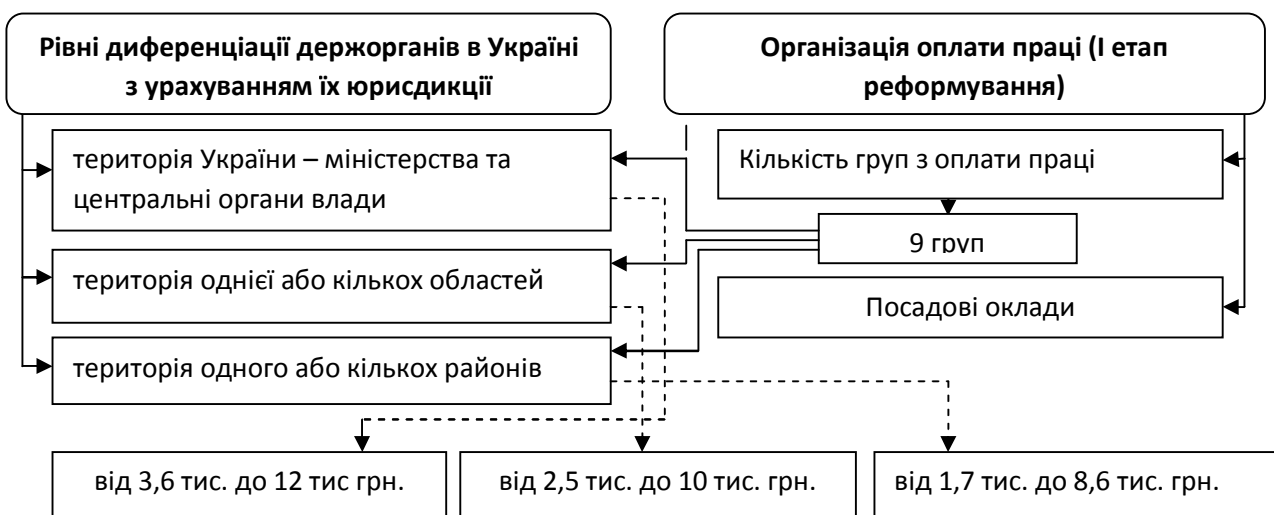 Рівні диференціації держорганів в Україні
з урахуванням їх юрисдикції
Організація оплати праці (І етап
реформування)
територія України – міністерства та
центральні органи влади
Кількість груп з оплати праці
9 груп
територія однієї або кількох областей
Посадові оклади
територія одного або кількох районів
від 3,6 тис. до 12 тис грн.
від 2,5 тис. до 10 тис. грн.
від 1,7 тис. до 8,6 тис. грн.